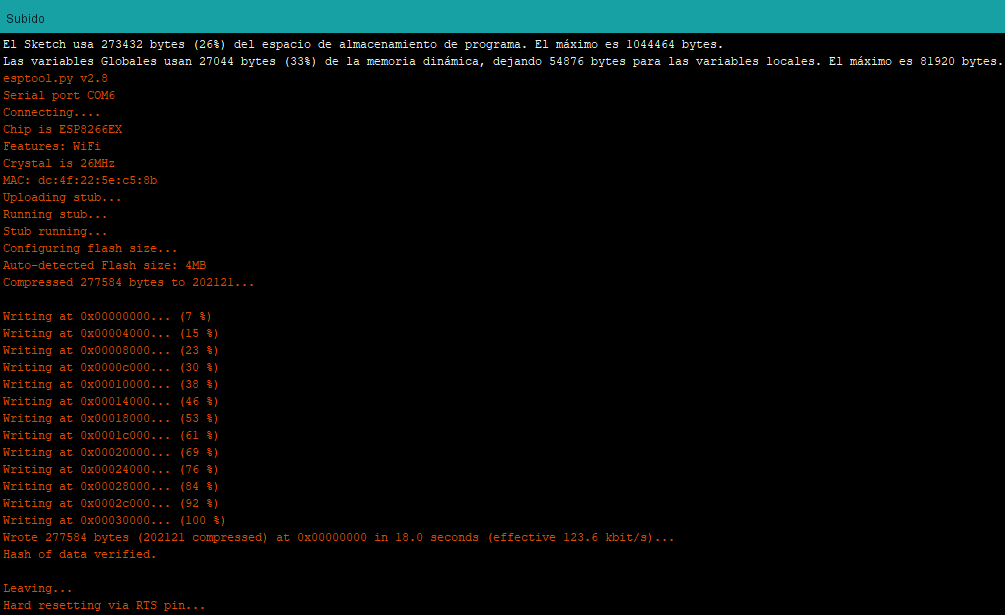 Subido
El Sketch usa 273432 bytes (26%) del espacio de almacenamiento de programa. El máximo es 1044464 bytes.
Las variables Globales usan 27044 bytes (33%) de la memoria dinámica, dejando 54876 bytes para las variables locales. El máximo es 81920 bytes.
esptool.py v2.8
Serial port COM6
Connecting....
Chip is ESP8266EX
Features: WiFi
Crystal is 26MHz
MAC: dc:4f:22:5e:c5:8b
Uploading stub...
Running stub...
Stub running...
Configuring flash size...
Auto-detected Flash size: 4MB
Compressed 277584 bytes to 202121...
Writing at 0x00000000... (7 %)
Writing at 0x00004000... (15 %)
Writing at 0x00008000... (23 %)
Writing at 0x0000c000... (30 %)
Writing at 0x00010000... (38 %)
Writing at 0x00014000... (46 %)
Writing at 0x00018000... (53 %)
Writing at 0x0001c000... (61 %)
Writing at 0x00020000... (69 %)
Writing at 0x00024000... (76 %)
Writing at 0x00028000... (84 %)
Writing at 0x0002c000... (92 %)
Writing at 0x00030000... (100 %)
Wrote 277584 bytes (202121 compressed) at 0x00000000 in 18.0 seconds (effective 123.6 kbit/s)...
Hash of data verified.
Leaving...
Hard resetting via RTS pin...